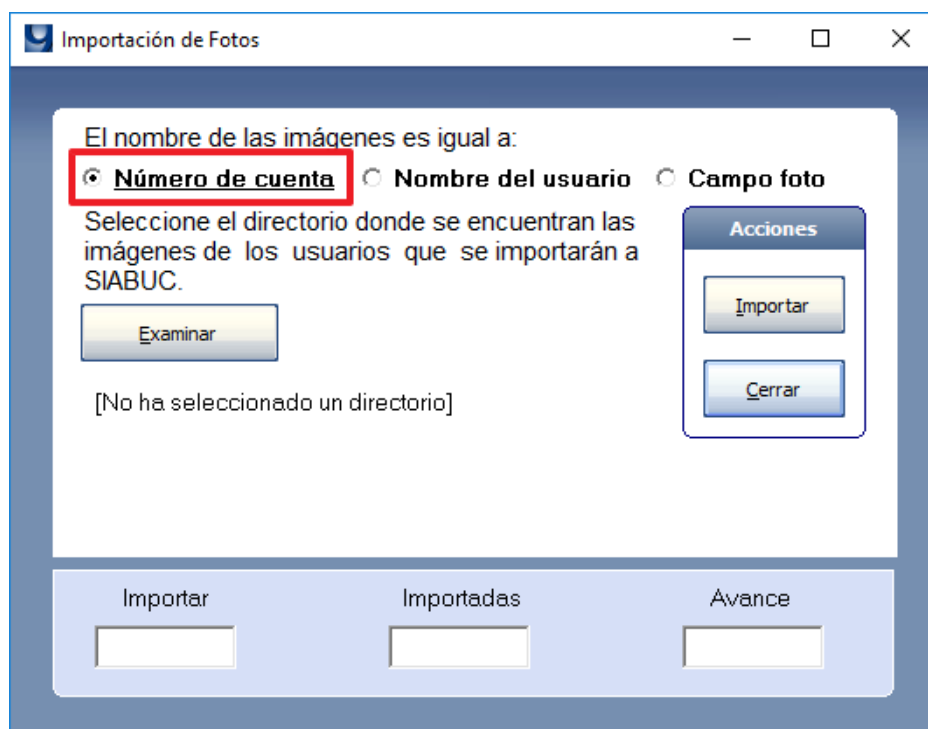 Importación de Fotos
El nombre de las imágenes es igual a:
Número de cuenta Nombre del usuario Campo foto
Seleccione el directorio donde se encuentran las
imágenes de los usuarios que se importarán a
SIABUC.
Examinar
[No ha seleccionado un directorio]
Acciones
Importar
Cerrar
Importar Importadas Avance